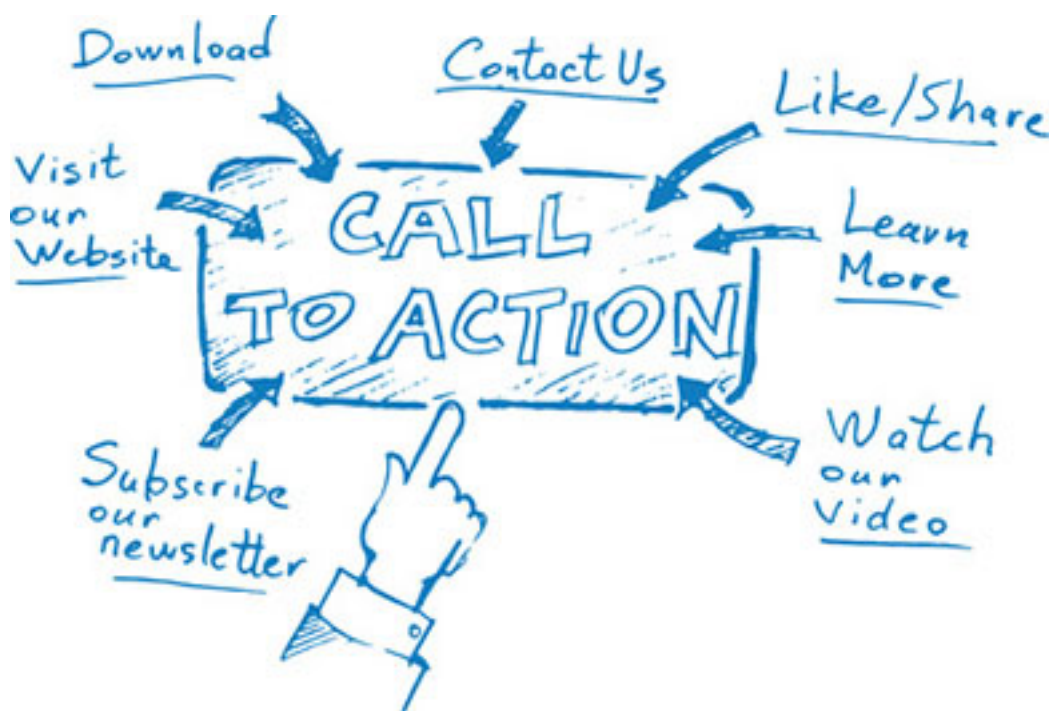 Download
Contact Us
Like/Share
Visit
our
Website
CALL
TO ACTION
Learn
More
Subscribe
our
newsletter
Watch
our
video